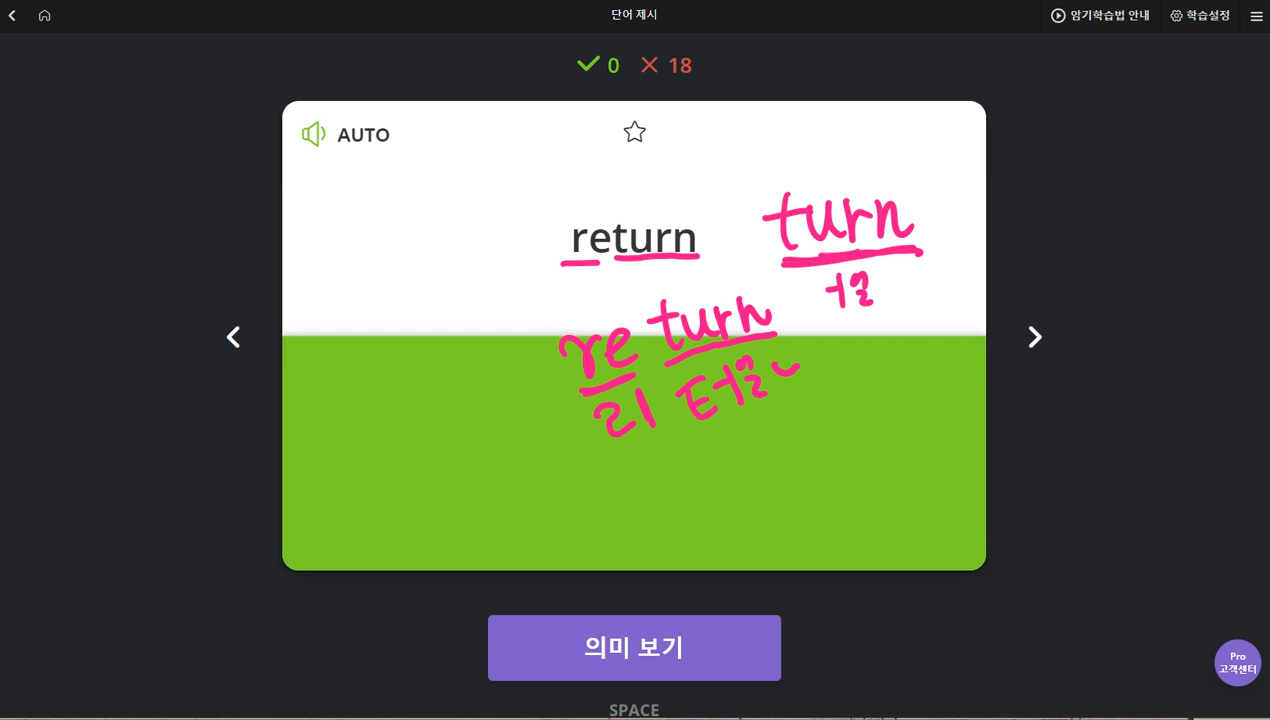 단어 제시
암기학습법 안내
학습설정
0 18
AUTO
return
turn
re turn
리
의미 보기
Pro
고객센터
SPACE